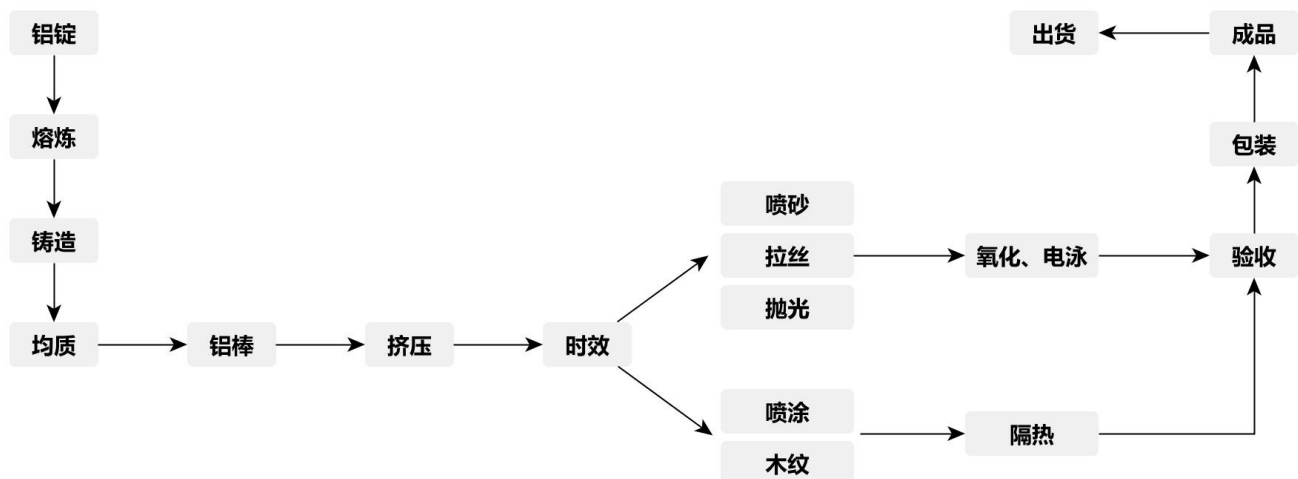 铝锭
熔炼
铸造
均质
铝棒
挤压
时效
喷砂
拉丝
抛光
氧化、电泳
喷涂
木纹
隔热
验收
包装
成品
出货